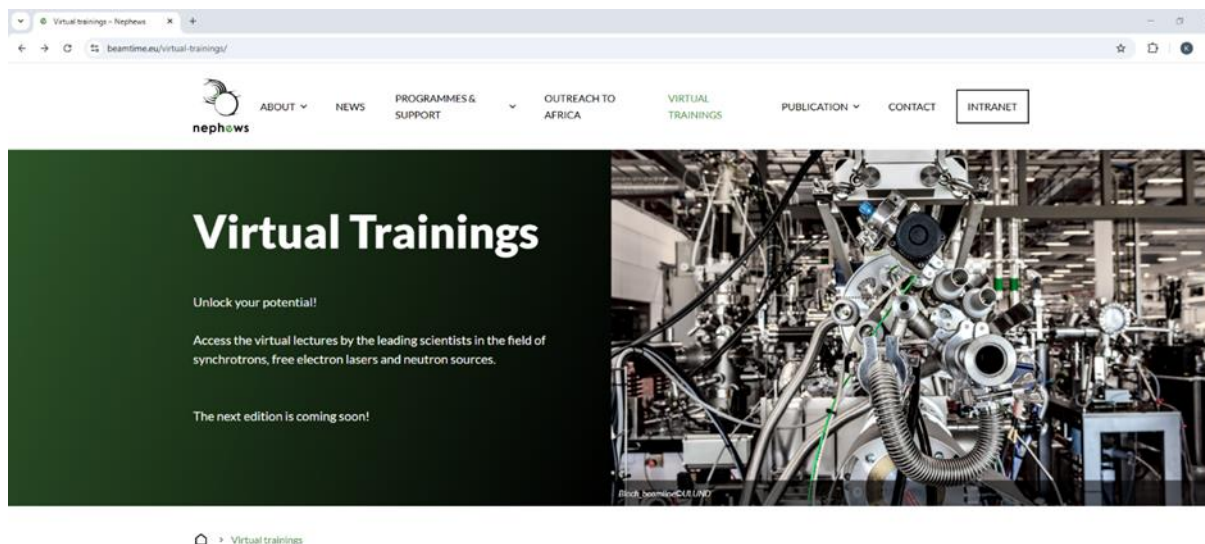 Virtual trainings – Nephews
beamtime.eu/virtual-trainings/
nephews
ABOUT
NEWS
PROGRAMMES &
SUPPORT
OUTREACH TO
AFRICA
VIRTUAL
TRAININGS
PUBLICATION
CONTACT
INTRANET
Virtual Trainings
Unlock your potential!
Access the virtual lectures by the leading scientists in the field of
synchrotrons, free electron lasers and neutron sources.
The next edition is coming soon!
Bloch_beamline©ULUND
Virtual trainings